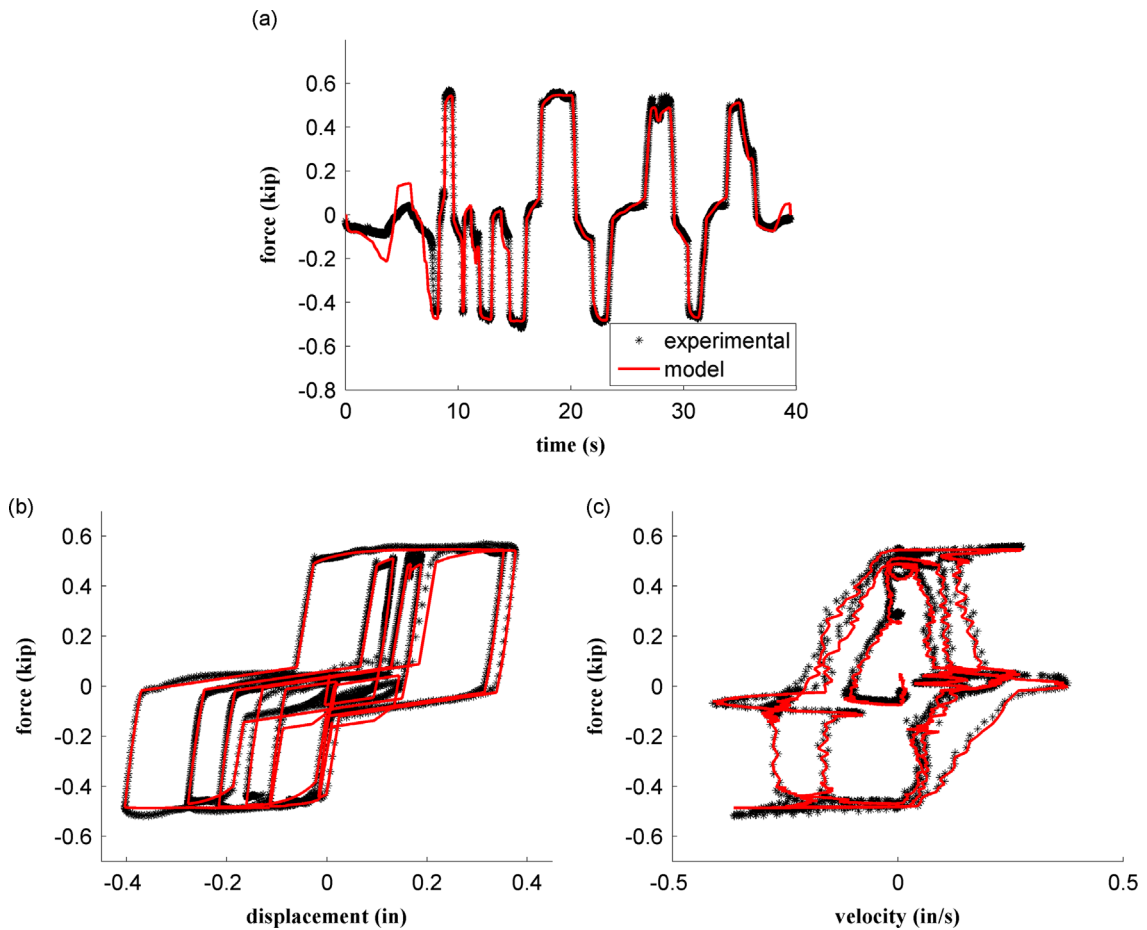 (a)
0.6
0.4
0.2
0
-0.2
-0.4
-0.6
-0.8
force (kip)
experimental
model
0 10 20 30 40
time (s)
(b)
0.6
0.4
0.2
0
-0.2
-0.4
-0.6
force (kip)
-0.4 -0.2 0 0.2 0.4
displacement (in)
(c)
0.6
0.4
0.2
0
-0.2
-0.4
-0.6
force (kip)
-0.5 0 0.5
velocity (in/s)